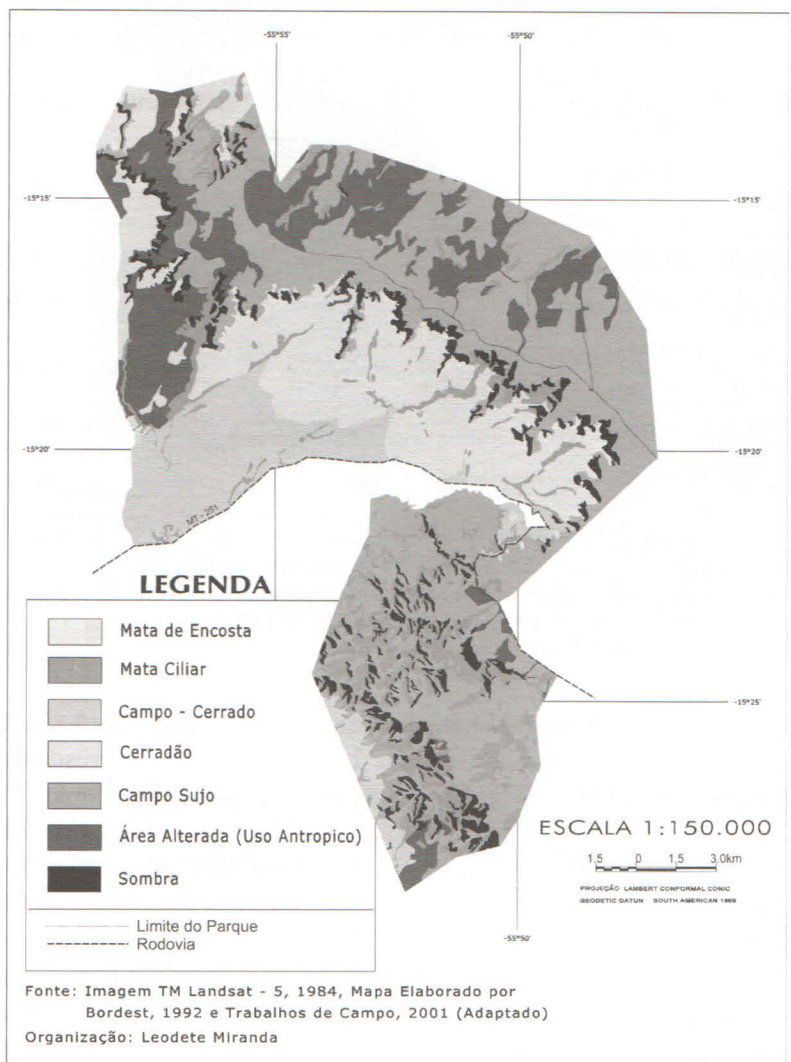 -55°55'
-55°50'
-15°15'
-15°15'
-15°20'
-15°20'
MT - 251
-15°25'
-55°50'
LEGENDA
Mata de Encosta
Mata Ciliar
Campo - Cerrado
Cerradão
Campo Sujo
Área Alterada (Uso Antropico)
Sombra
Limite do Parque
Rodovia
ESCALA 1:150.000
1.5 0 1,5 3.0km
PROJEÇÃO LAMBERT CONFORMAL CONIC
GEODETIC DATUN SOUTH AMERICAN 1969
Fonte: Imagem TM Landsat - 5, 1984, Mapa Elaborado por
Bordest, 1992 e Trabalhos de Campo, 2001 (Adaptado)
Organização: Leodete Miranda